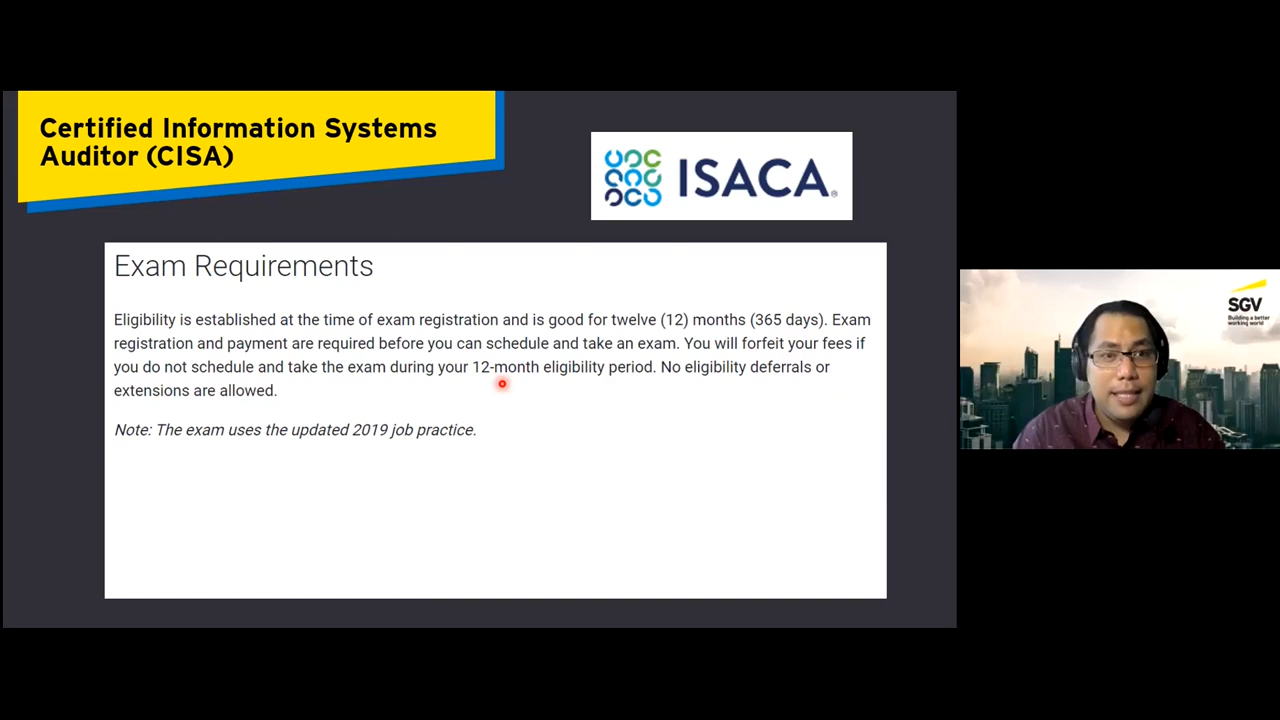 Certified Information Systems
Auditor (CISA)
ISACA®
Exam Requirements
Eligibility is established at the time of exam registration and is good for twelve (12) months (365 days). Exam
registration and payment are required before you can schedule and take an exam. You will forfeit your fees if
you do not schedule and take the exam during your 12-month eligibility period. No eligibility deferrals or
extensions are allowed.
Note: The exam uses the updated 2019 job practice.
SGV
Building a better
working world